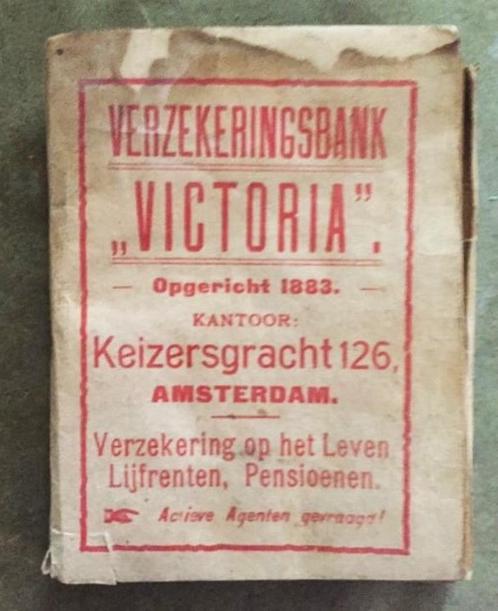 VERZEKERINGSBANK
„VICTORIA”.
— Opgericht 1883. —
KANTOOR:
Keizersgracht 126,
AMSTERDAM.
Verzekering op het Leven
Lijfrenten, Pensioenen.
☛ Actieve Agenten gevraagd!